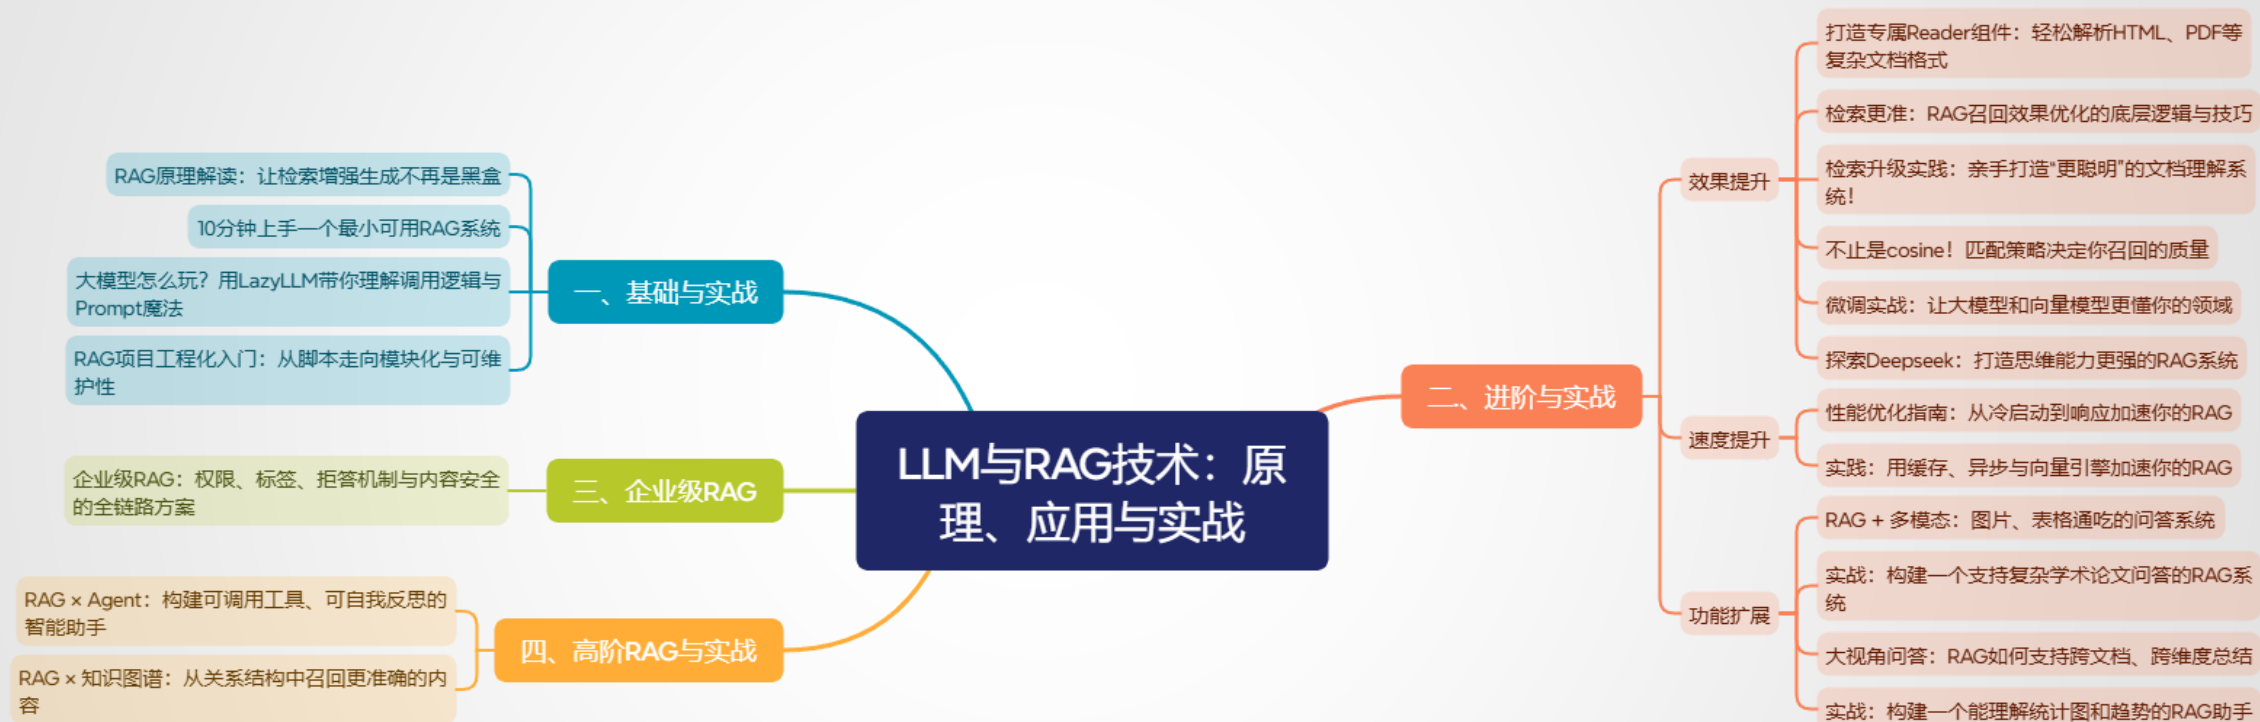 LLM与RAG技术：原
理、应用与实战
一、基础与实战
RAG原理解读：让检索增强生成不再是黑盒
10分钟上手一个最小可用RAG系统
大模型怎么玩？用LazyLLM带你理解调用逻辑与
Prompt魔法
RAG项目工程化入门：从脚本走向模块化与可维
护性
二、进阶与实战
效果提升
打造专属Reader组件：轻松解析HTML、PDF等
复杂文档格式
检索更准：RAG召回效果优化的底层逻辑与技巧
检索升级实践：亲手打造“更聪明”的文档理解系
统！
不止是cosine！匹配策略决定你召回的质量
微调实战：让大模型和向量模型更懂你的领域
探索Deepseek：打造思维能力更强的RAG系统
速度提升
性能优化指南：从冷启动到响应加速你的RAG
实践：用缓存、异步与向量引擎加速你的RAG
功能扩展
RAG + 多模态：图片、表格通吃的问答系统
实战：构建一个支持复杂学术论文问答的RAG系
统
大视角问答：RAG如何支持跨文档、跨维度总结
实战：构建一个能理解统计图和趋势的RAG助手
三、企业级RAG
企业级RAG：权限、标签、拒答机制与内容安全
的全链路方案
四、高阶RAG与实战
RAG × Agent：构建可调用工具、可自我反思的
智能助手
RAG × 知识图谱：从关系结构中召回更准确的内
容